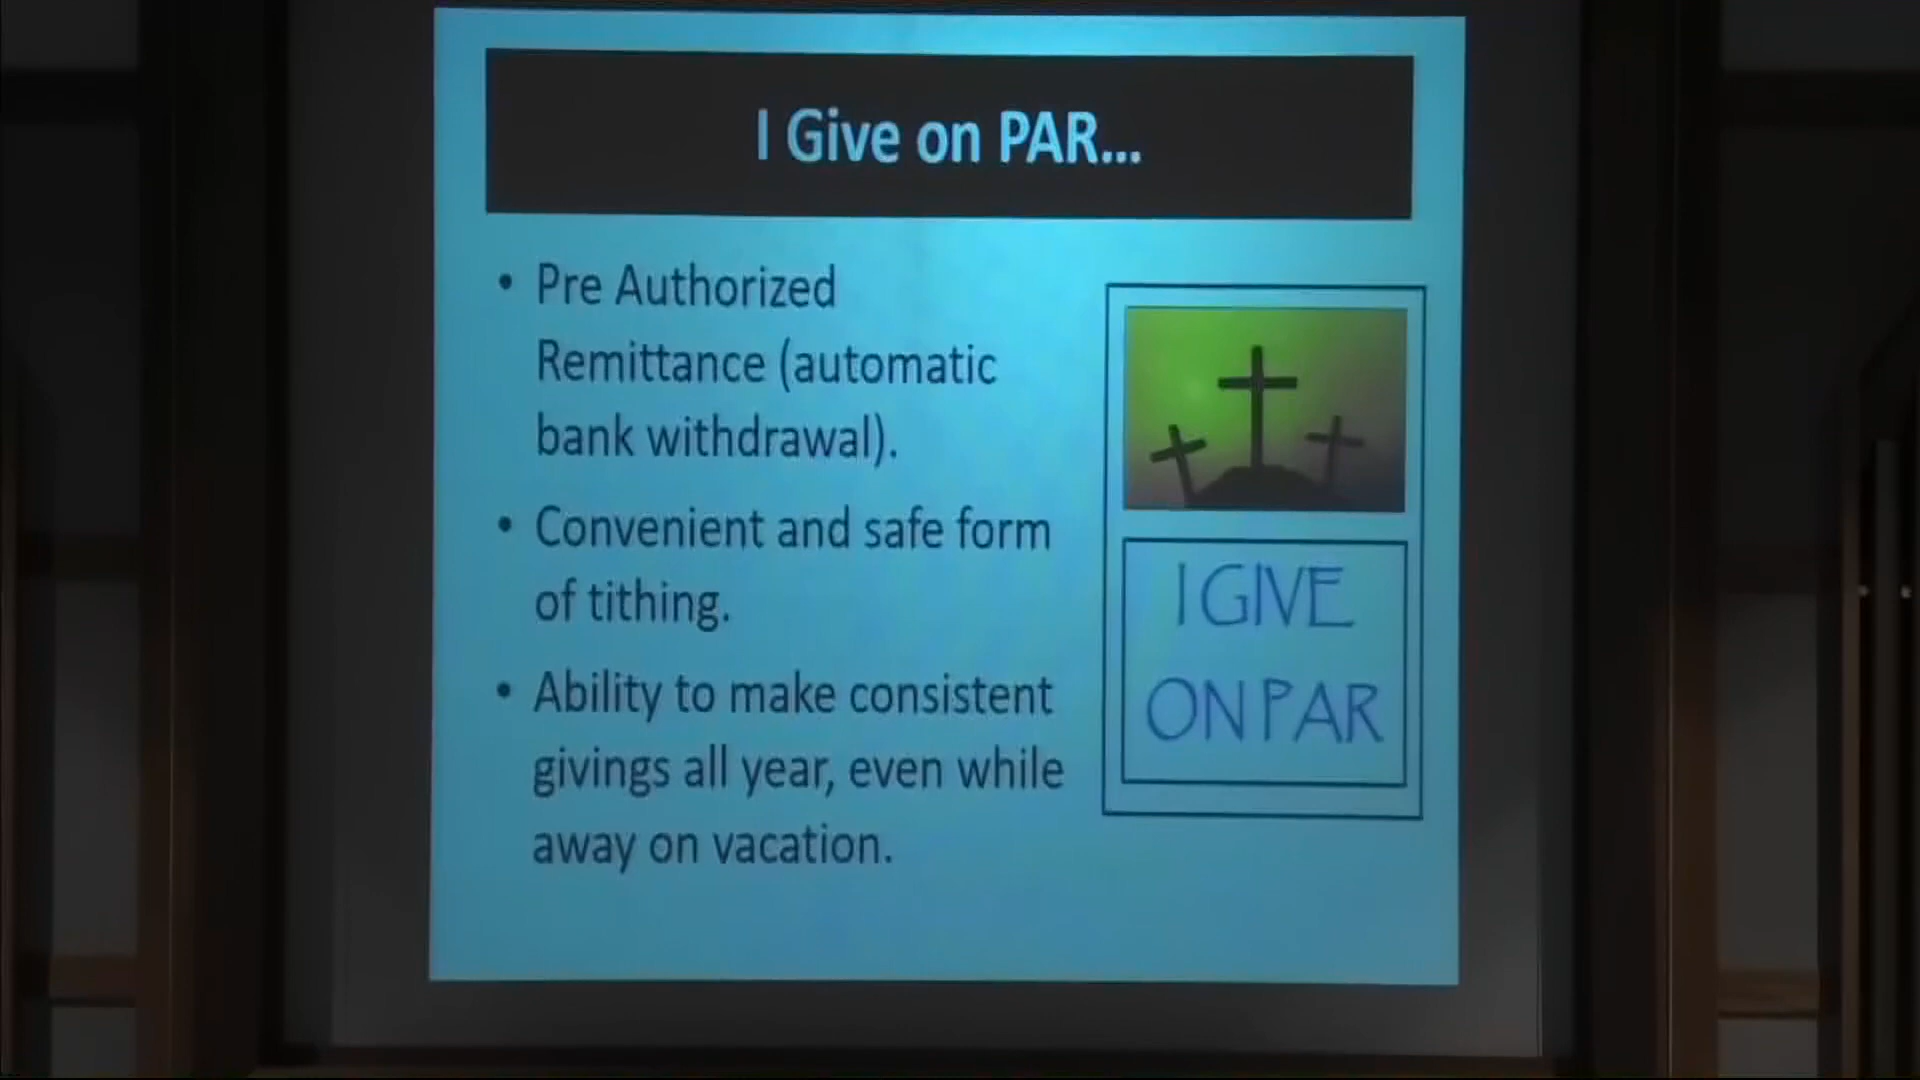 I Give on PAR...
• Pre Authorized
Remittance (automatic
bank withdrawal).
• Convenient and safe form
of tithing.
• Ability to make consistent
givings all year, even while
away on vacation.
I GIVE
ON PAR